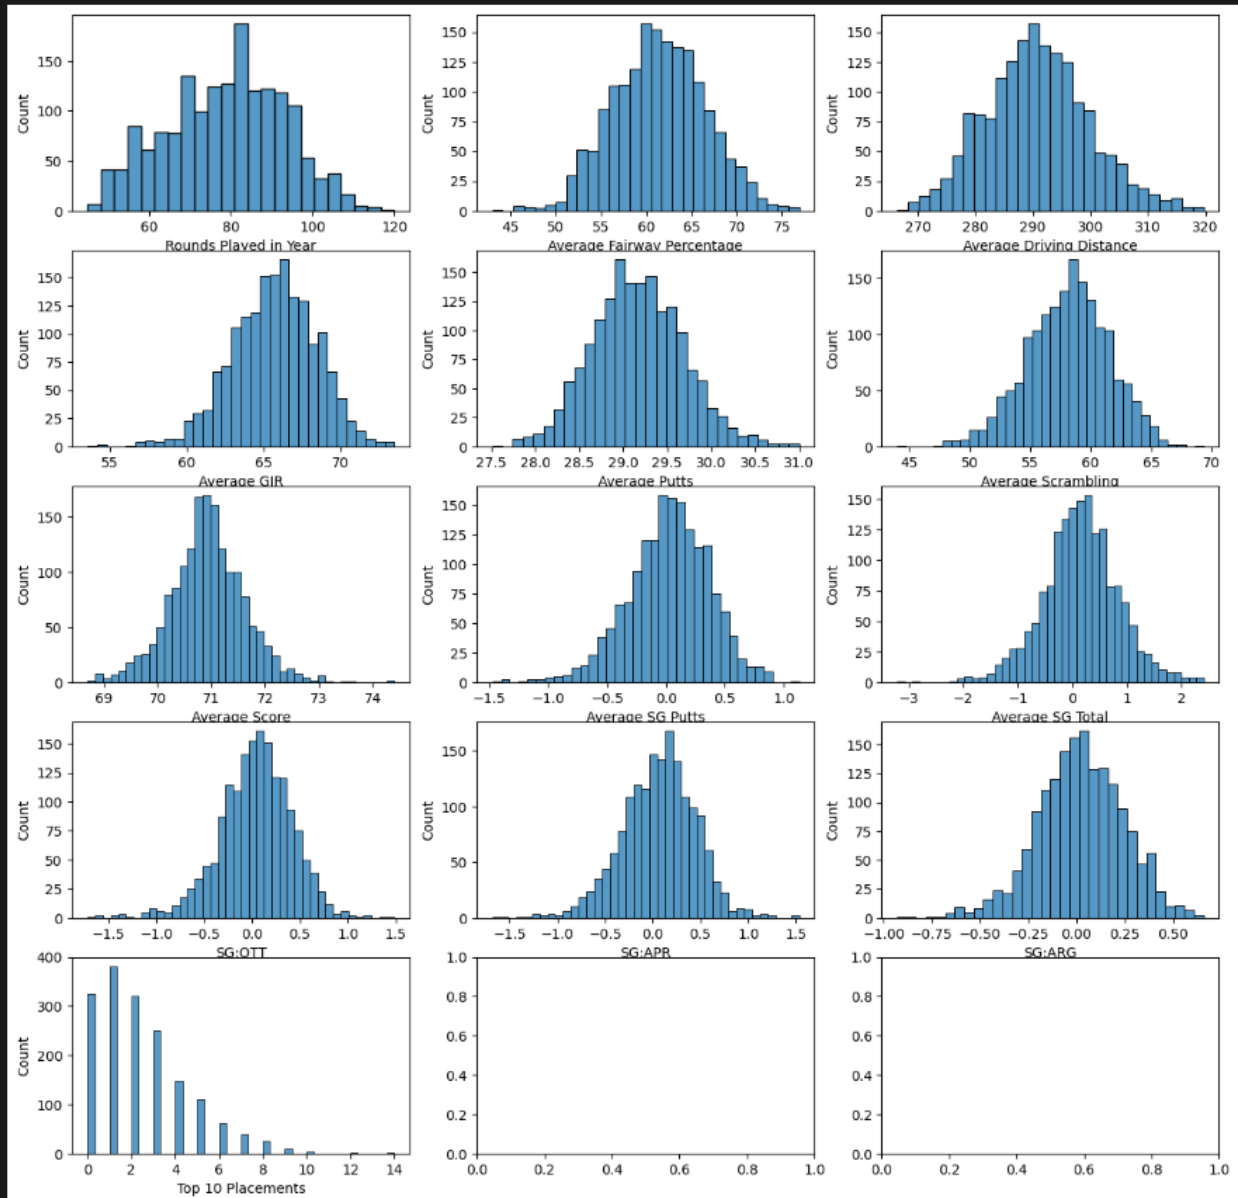 150
100
50
0
Count
60 80 100 120
Rounds Played in Year
150
125
100
75
50
25
0
Count
45 50 55 60 65 70 75
Average Fairway Percentage
150
125
100
75
50
25
0
Count
270 280 290 300 310 320
Average Driving Distance
150
125
100
75
50
25
0
Count
55 60 65 70
Average GIR
150
125
100
75
50
25
0
Count
27.5 28.0 28.5 29.0 29.5 30.0 30.5 31.0
Average Putts
150
100
50
0
Count
45 50 55 60 65 70
Average Scrambling
150
100
50
0
Count
69 70 71 72 73 74
Average Score
150
125
100
75
50
25
0
Count
−1.5 −1.0 −0.5 0.0 0.5 1.0
Average SG Putts
150
125
100
75
50
25
0
Count
−3 −2 −1 0 1 2
Average SG Total
150
125
100
75
50
25
0
Count
−1.5 −1.0 −0.5 0.0 0.5 1.0 1.5
SG:OTT
150
100
50
0
Count
−1.5 −1.0 −0.5 0.0 0.5 1.0 1.5
SG:APR
150
125
100
75
50
25
0
Count
−1.00 −0.75 −0.50 −0.25 0.00 0.25 0.50
SG:ARG
400
300
200
100
0
Count
0 2 4 6 8 10 12 14
Top 10 Placements
1.0
0.8
0.6
0.4
0.2
0.0
0.0 0.2 0.4 0.6 0.8 1.0
1.0
0.8
0.6
0.4
0.2
0.0
0.0 0.2 0.4 0.6 0.8 1.0